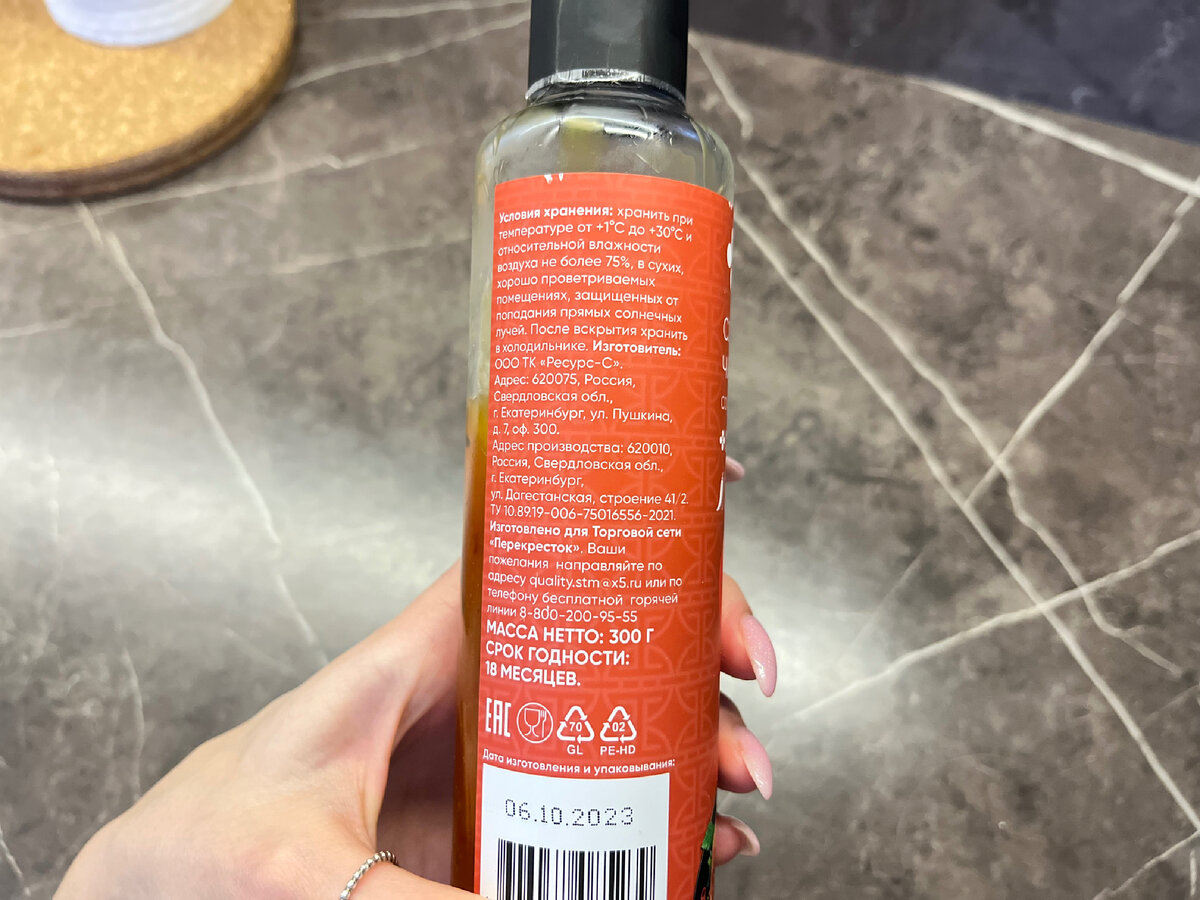 Условия хранения: хранить при
температуре от +1°С до +30°С и
относительной влажности
воздуха не более 75%, в сухих,
хорошо проветриваемых
помещениях, защищенных от
попадания прямых солнечных
лучей. После вскрытия хранить
в холодильнике. Изготовитель:
ООО ТК «Ресурс-С».
Адрес: 620075, Россия,
Свердловская обл.,
г. Екатеринбург, ул. Пушкина,
д. 7, оф. 300.
Адрес производства: 620010,
Россия, Свердловская обл.,
г. Екатеринбург,
ул. Дагестанская, строение 41/2.
ТУ 10.89.19-006-75016556-2021.
Изготовлено для Торговой сети
«Перекресток». Ваши
пожелания направляйте по
адресу quality.stm@x5.ru или по
телефону бесплатной горячей
линии 8-800-200-95-55
МАССА НЕТТО: 300 Г
СРОК ГОДНОСТИ:
18 МЕСЯЦЕВ.
ЕАС 70 02
GL PE-HD
Дата изготовления и упаковывания:
06.10.2023